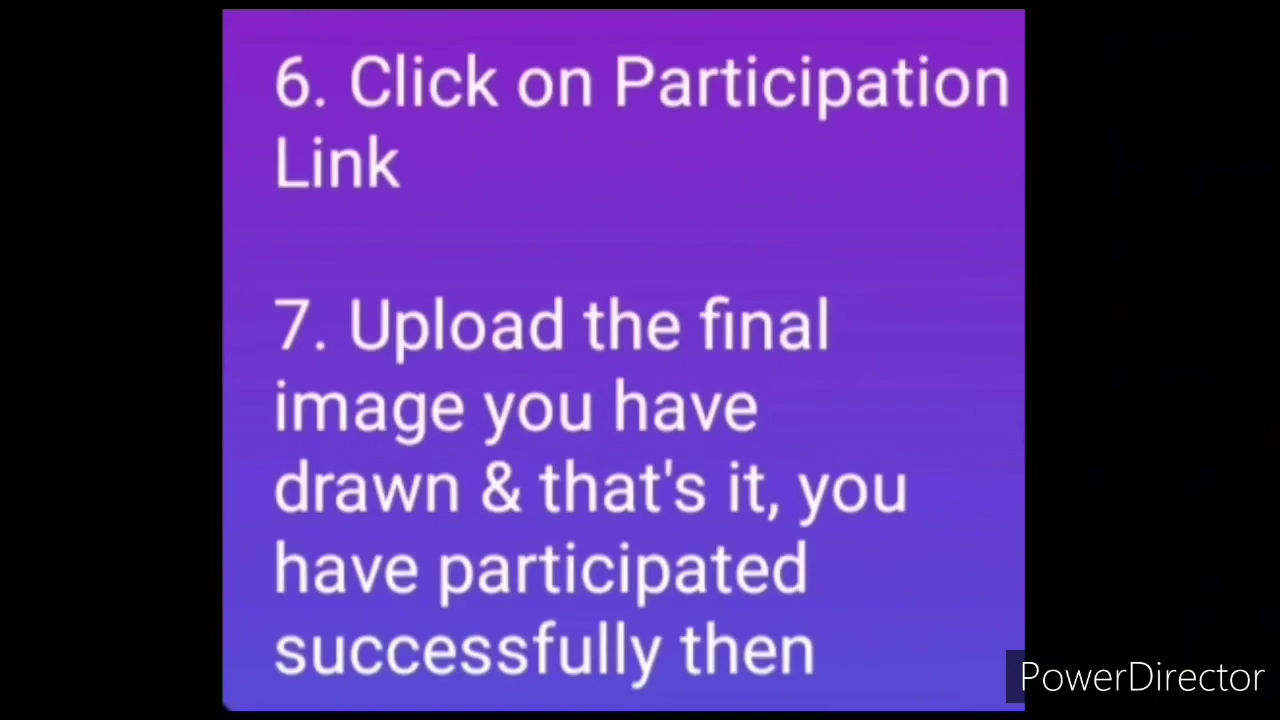 6. Click on Participation
Link
7. Upload the final
image you have
drawn & that's it, you
have participated
successfully then
PowerDirector